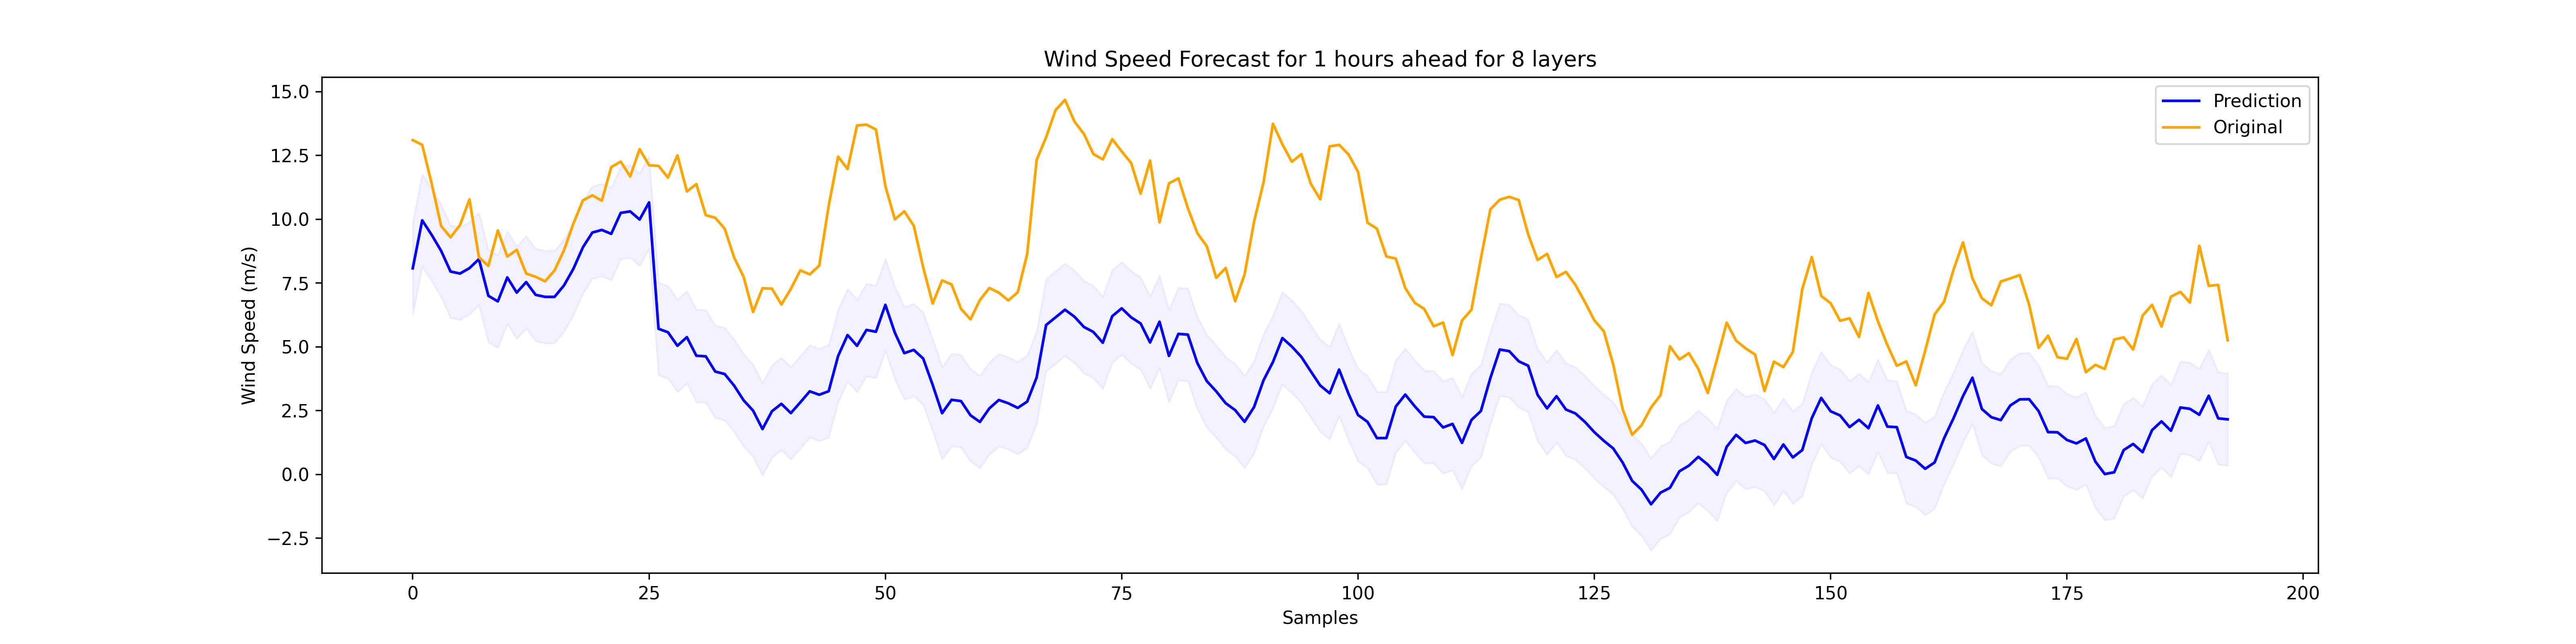 Wind Speed Forecast for 1 hours ahead for 8 layers
15.0
12.5
10.0
7.5
5.0
2.5
0.0
−2.5
Wind Speed (m/s)
Prediction
Original
0 25 50 75 100 125 150 175 200
Samples